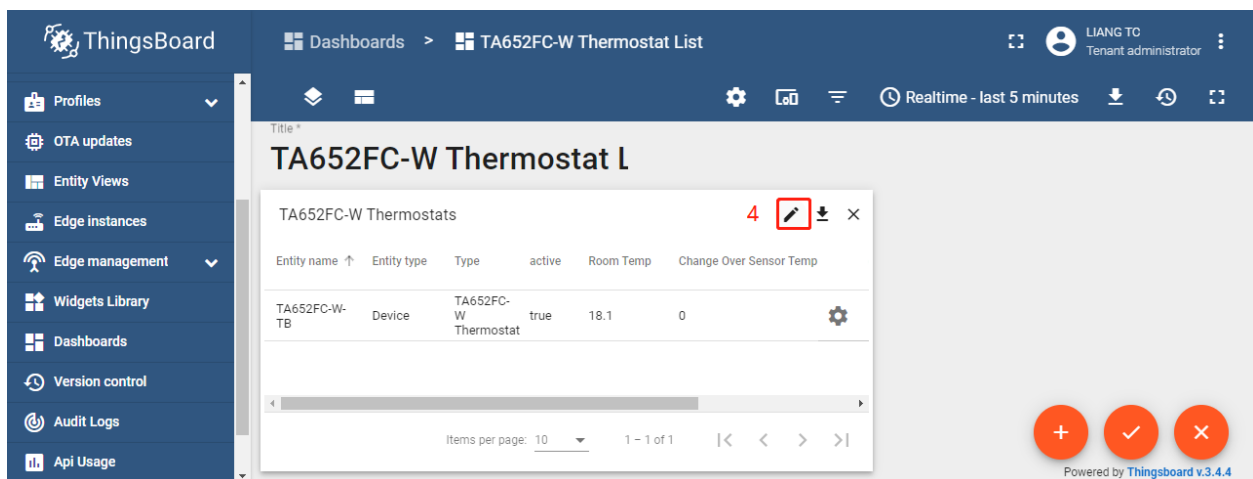 ThingsBoard
Dashboards > TA652FC-W Thermostat List
LIANG TC
Tenant administrator
Profiles
OTA updates
Entity Views
Edge instances
Edge management
Widgets Library
Dashboards
Version control
Audit Logs
Api Usage
Realtime - last 5 minutes
Title *
TA652FC-W Thermostat L
TA652FC-W Thermostats
4
Entity name Entity type Type active Room Temp Change Over Sensor Temp
TA652FC-W-TB Device TA652FC-W Thermostat true 18.1 0
Items per page: 10 1 – 1 of 1
Powered by Thingsboard v.3.4.4